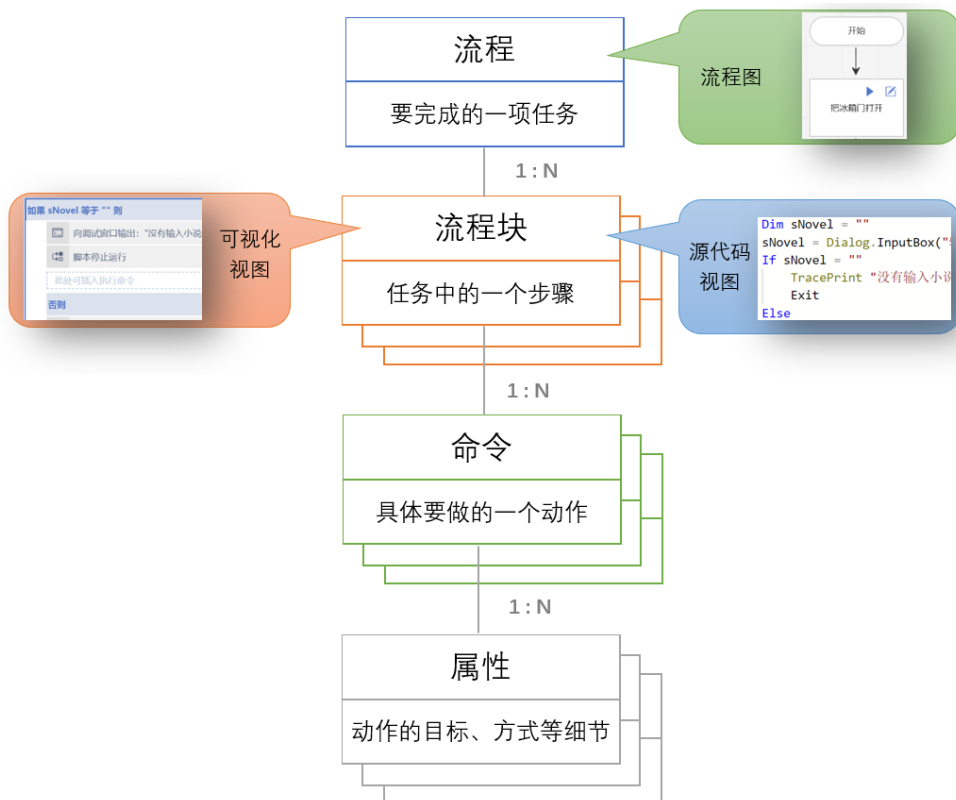 流程
要完成的一项任务
流程图
开始
把冰箱门打开
1:N
如果 sNovel 等于 "" 则
向调试窗口输出："没有输入小说
脚本停止运行
此处可插入执行命令
否则
可视化
视图
流程块
任务中的一个步骤
源代码
视图
Dim sNovel = ""
sNovel = Dialog.InputBox("
If sNovel = ""
TracePrint "没有输入小说
Exit
Else
1:N
命令
具体要做的一个动作
1:N
属性
动作的目标、方式等细节